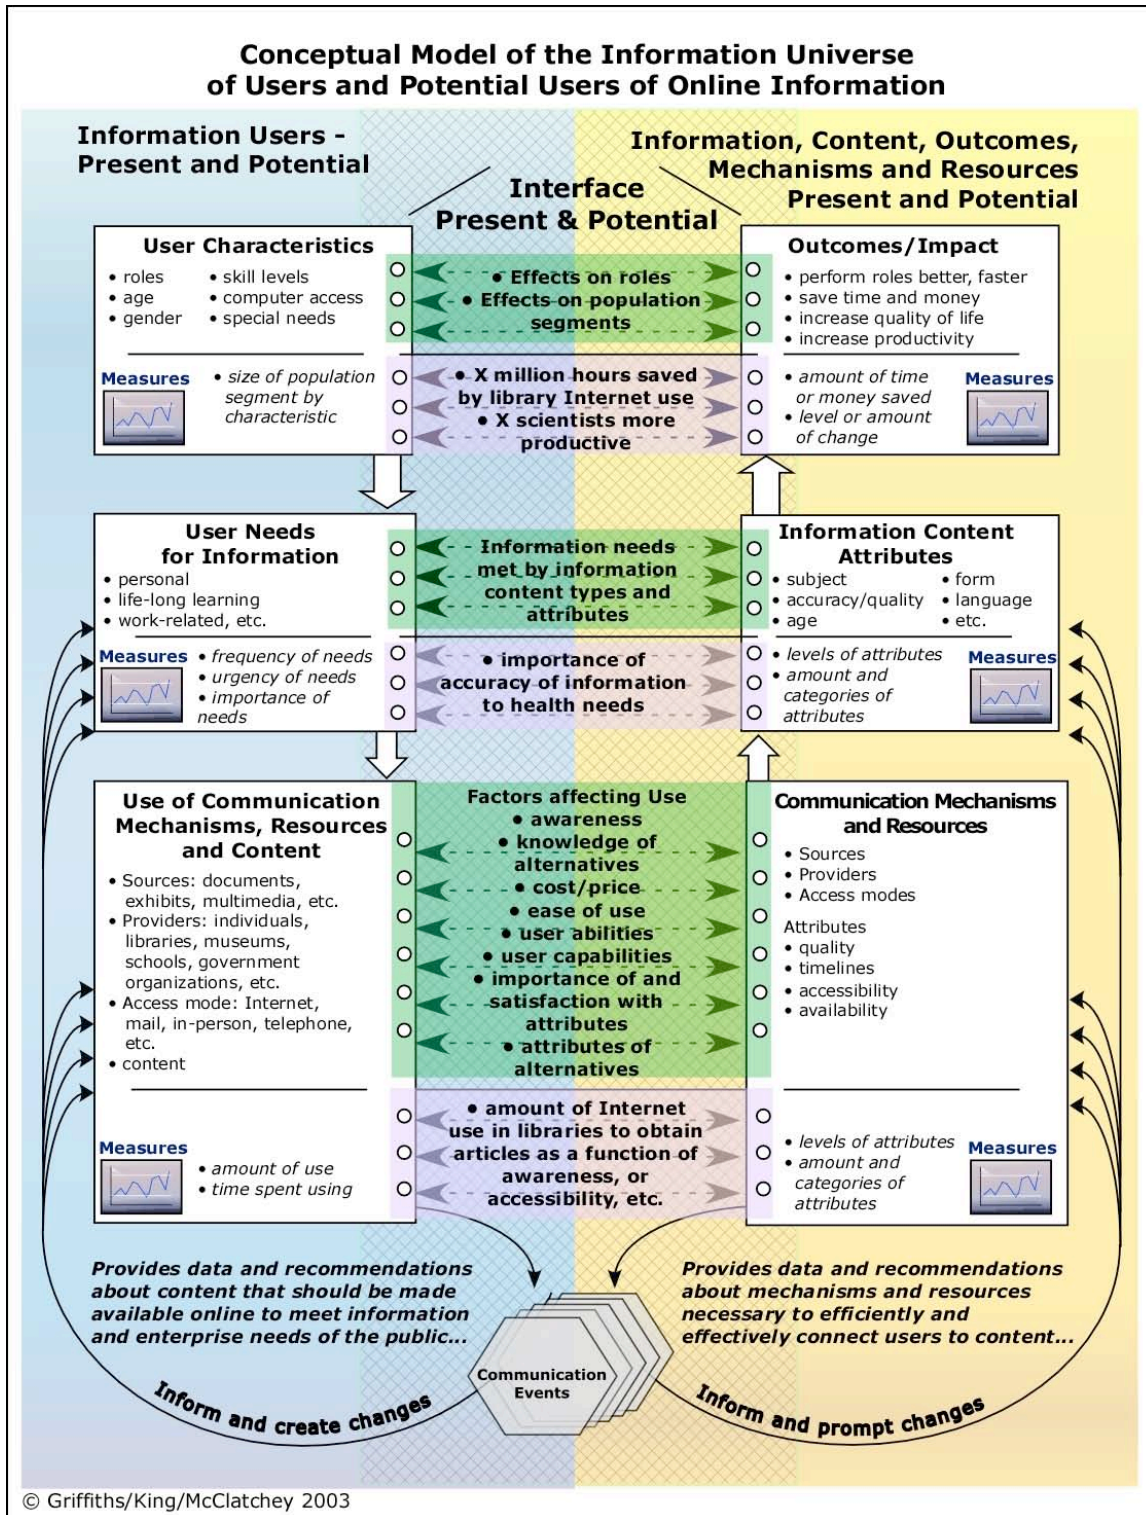 Conceptual Model of the Information Universe
of Users and Potential Users of Online Information
Information Users -
Present and Potential
Interface
Present & Potential
Information, Content, Outcomes,
Mechanisms and Resources
Present and Potential
User Characteristics
• roles
• age
• gender
• skill levels
• computer access
• special needs
Measures
• size of population
segment by
characteristic
• Effects on roles
• Effects on population
segments
• X million hours saved
by library Internet use
• X scientists more
productive
Outcomes/Impact
• perform roles better, faster
• save time and money
• increase quality of life
• increase productivity
• amount of time
or money saved
• level or amount
of change
Measures
User Needs
for Information
• personal
• life-long learning
• work-related, etc.
Measures
• frequency of needs
• urgency of needs
• importance of
needs
Information needs
met by information
content types and
attributes
• importance of
accuracy of information
to health needs
Information Content
Attributes
• subject
• accuracy/quality
• age
• form
• language
• etc.
• levels of attributes
• amount and
categories of
attributes
Measures
Use of Communication
Mechanisms, Resources
and Content
• Sources: documents,
exhibits, multimedia, etc.
• Providers: individuals,
libraries, museums,
schools, government
organizations, etc.
• Access mode: Internet,
mail, in-person, telephone,
etc.
• content
Measures
• amount of use
• time spent using
Factors affecting Use
• awareness
• knowledge of
alternatives
• cost/price
• ease of use
• user abilities
• user capabilities
• importance of and
satisfaction with
attributes
• attributes of
alternatives
• amount of Internet
use in libraries to obtain
articles as a function of
awareness, or
accessibility, etc.
Communication Mechanisms
and Resources
• Sources
• Providers
• Access modes
Attributes
• quality
• timelines
• accessibility
• availability
• levels of attributes
• amount and
categories of
attributes
Measures
Provides data and recommendations
about content that should be made
available online to meet information
and enterprise needs of the public...
Provides data and recommendations
about mechanisms and resources
necessary to efficiently and
effectively connect users to content...
Communication
Events
Inform and create changes
Inform and prompt changes
© Griffiths/King/McClatchey 2003